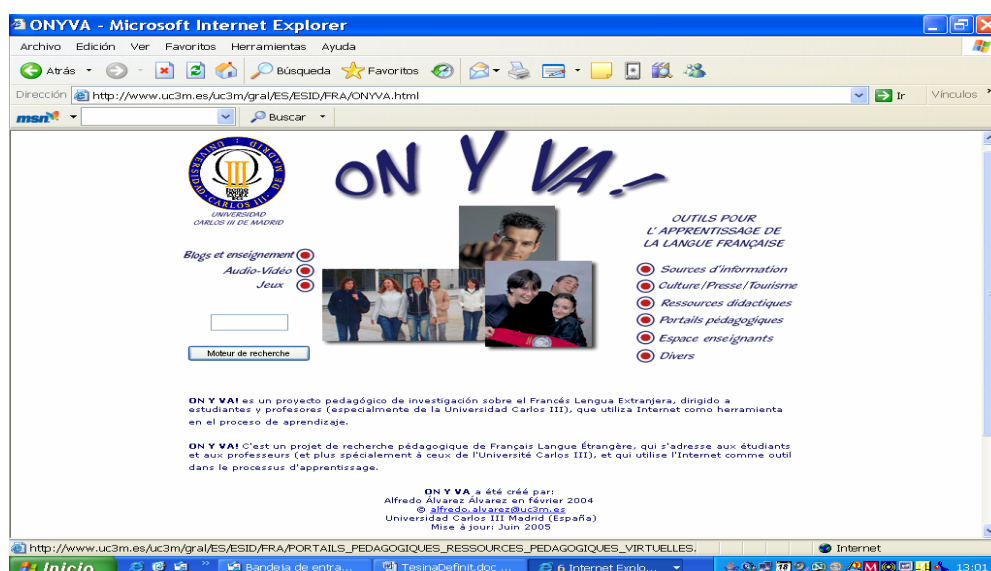 ONYVA - Microsoft Internet Explorer
Archivo Edición Ver Favoritos Herramientas Ayuda
Atrás Búsqueda Favoritos
Dirección http://www.uc3m.es/uc3m/gral/ES/ESID/FRA/ONYVA.html Ir Vínculos
msn Buscar
ON Y VA.-
UNIVERSIDAD CARLOS III DE MADRID
UNIVERSIDAD
CARLOS III DE MADRID
Blogs et enseignement
Audio-Vidéo
Jeux
Moteur de recherche
OUTILS POUR
L' APPRENTISSAGE DE
LA LANGUE FRANÇAISE
Sources d'information
Culture/Presse/Tourisme
Ressources didactiques
Portails pédagogiques
Espace enseignants
Divers
ON Y VA! es un proyecto pedagógico de investigación sobre el Francés Lengua Extranjera, dirigido a
estudiantes y profesores (especialmente de la Universidad Carlos III), que utiliza Internet como herramienta
en el proceso de aprendizaje.
ON Y VA! C'est un projet de recherche pédagogique de Français Langue Étrangère, qui s'adresse aux étudiants
et aux professeurs (et plus spécialement à ceux de l'Université Carlos III), et qui utilise l'Internet comme outil
dans le processus d'apprentissage.
ON Y VA a été créé par:
Alfredo Álvarez Álvarez en février 2004
© alfredo.alvarez@uc3m.es
Universidad Carlos III Madrid (España)
Mise à jour: Juin 2005
http://www.uc3m.es/uc3m/gral/ES/ESID/FRA/PORTAILS_PEDAGOGIQUES_RESSOURCES_PEDAGOGIQUES_VIRTUELLES. Internet
Inicio Bandeja de entra... TesinaDefinit.doc ... 6 Internet Explo... 13:01